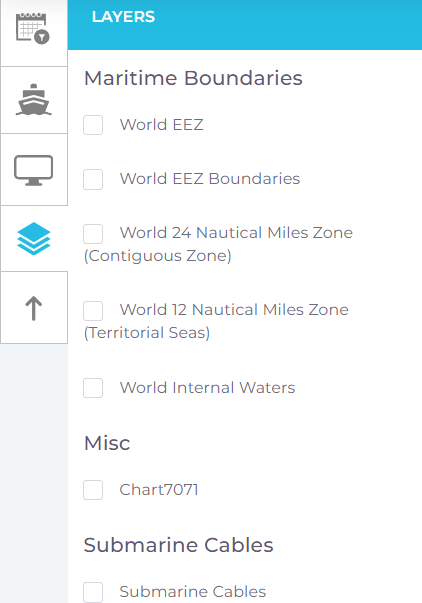 LAYERS
Maritime Boundaries
World EEZ
World EEZ Boundaries
World 24 Nautical Miles Zone
(Contiguous Zone)
World 12 Nautical Miles Zone
(Territorial Seas)
World Internal Waters
Misc
Chart7071
Submarine Cables
Submarine Cables